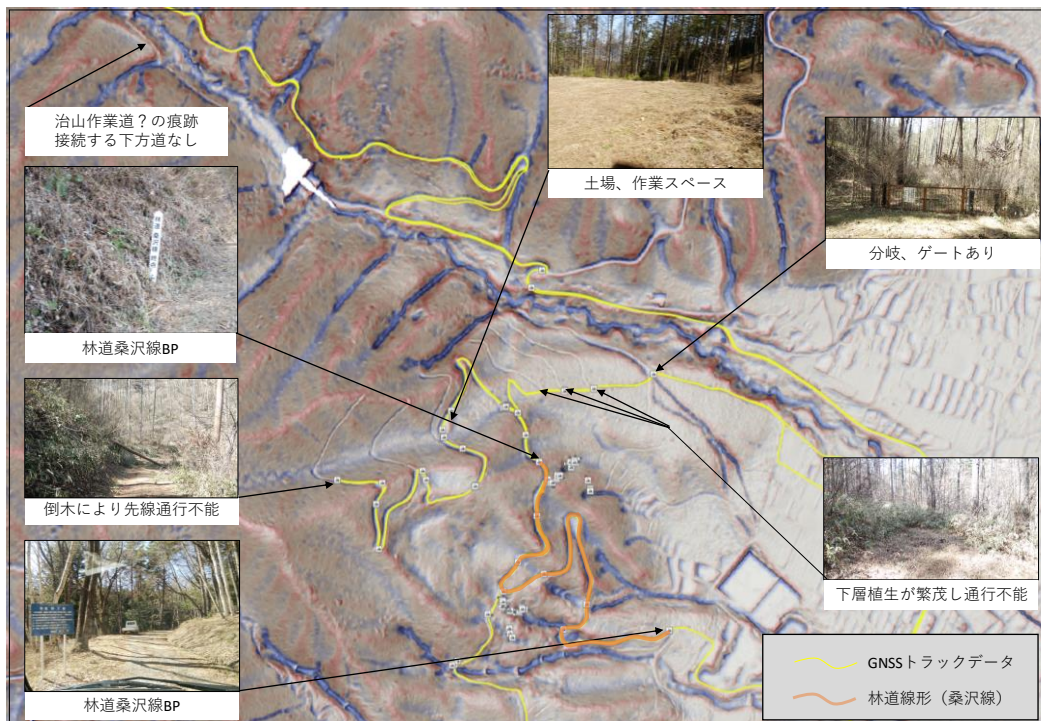 治山作業道？の痕跡
接続する下方道なし
土場、作業スペース
分岐、ゲートあり
林道桑沢線BP
倒木により先線通行不能
下層植生が繁茂し通行不能
林道桑沢線BP
GNSSトラックデータ
林道線形（桑沢線）